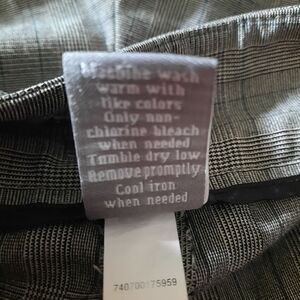 Machine wash
warm with
like colors
Only non-
chlorine bleach
when needed
Tumble dry low
Remove promptly
Cool iron
when needed
740700175959